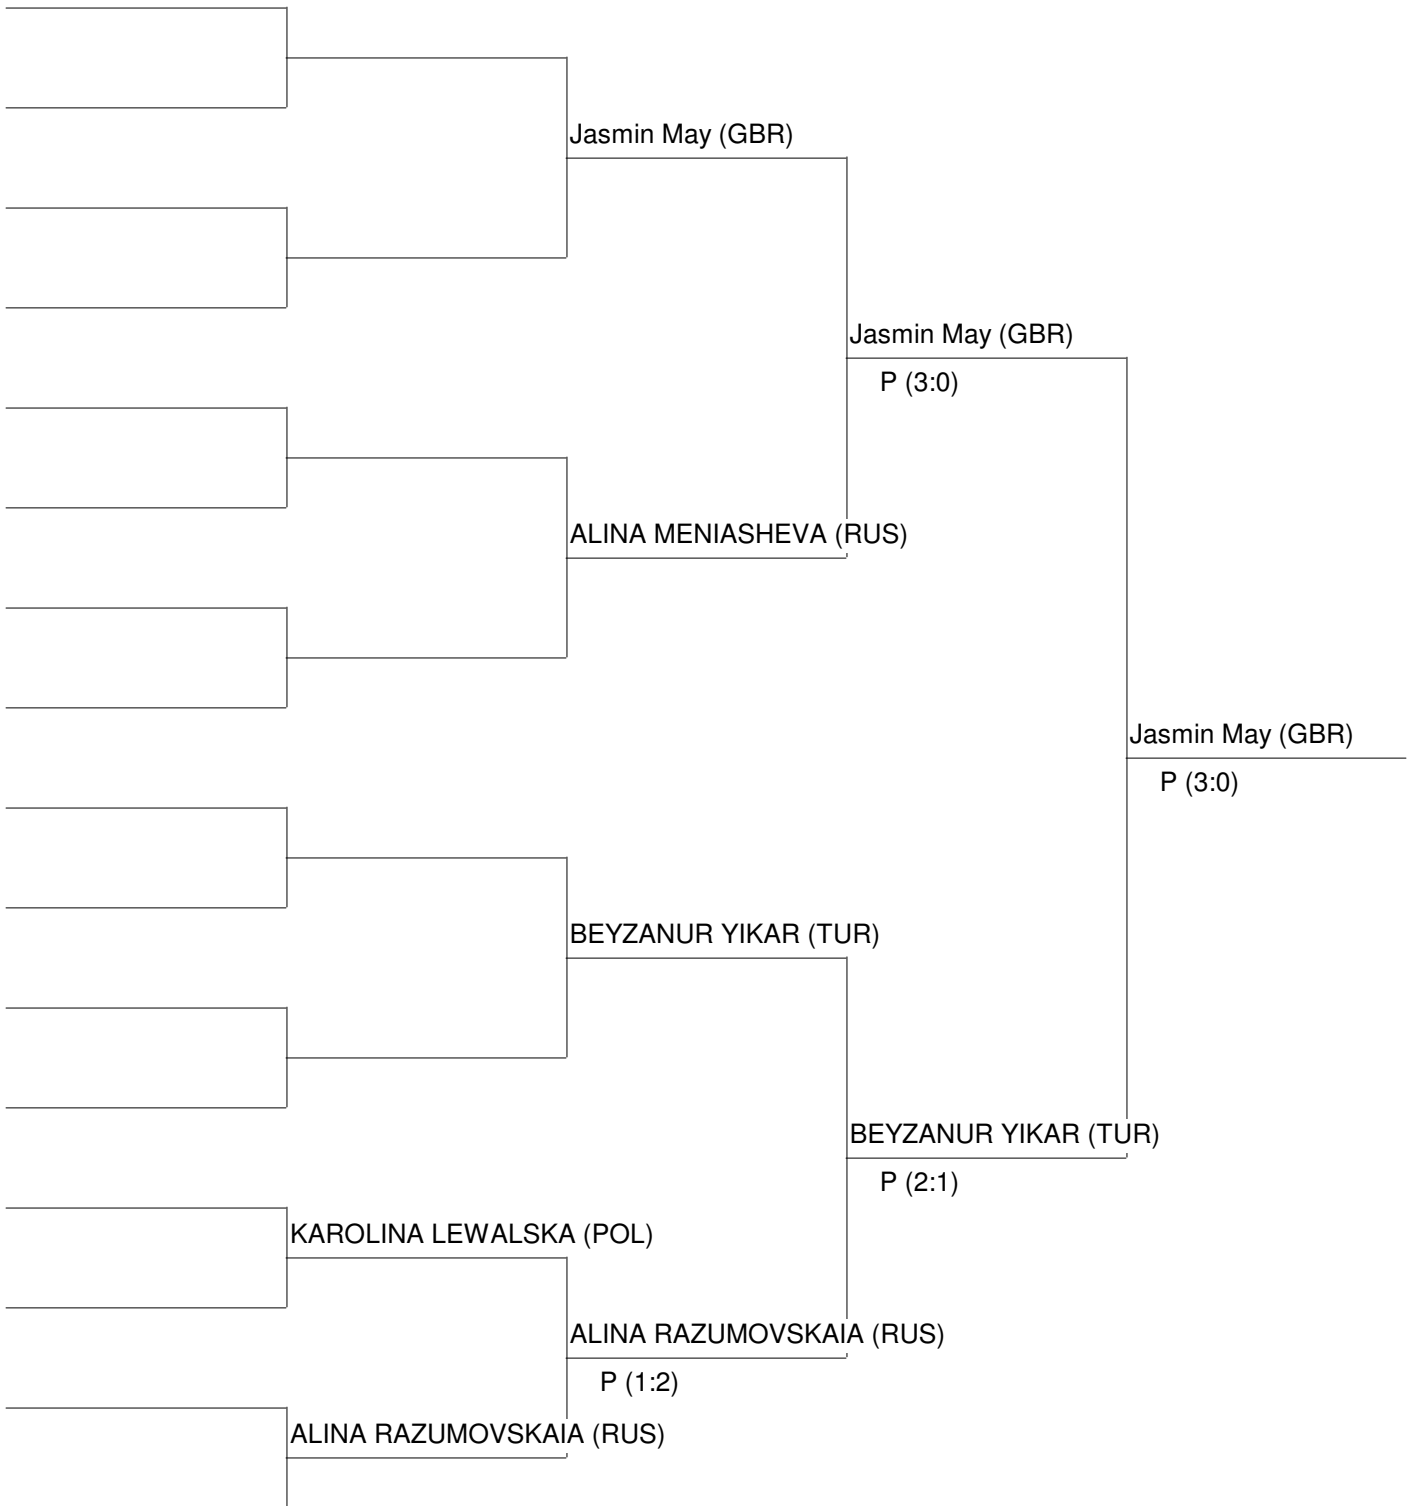 Jasmin May (GBR)
Jasmin May (GBR)
P (3:0)
ALINA MENIASHEVA (RUS)
Jasmin May (GBR)
P (3:0)
BEYZANUR YIKAR (TUR)
BEYZANUR YIKAR (TUR)
P (2:1)
KAROLINA LEWALSKA (POL)
ALINA RAZUMOVSKAIA (RUS)
P (1:2)
ALINA RAZUMOVSKAIA (RUS)